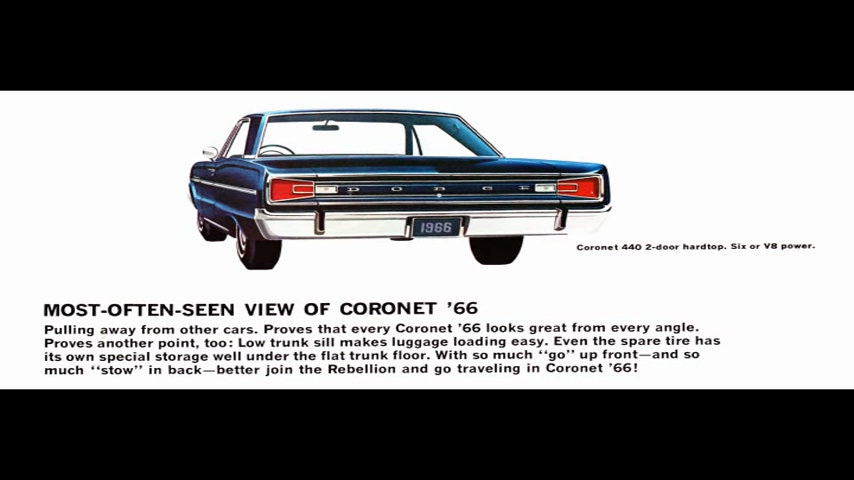 DODGE
1966
Coronet 440 2-door hardtop. Six or V8 power.
MOST-OFTEN-SEEN VIEW OF CORONET '66
Pulling away from other cars. Proves that every Coronet '66 looks great from every angle.
Proves another point, too: Low trunk sill makes luggage loading easy. Even the spare tire has
its own special storage well under the flat trunk floor. With so much “go” up front—and so
much “stow” in back—better join the Rebellion and go traveling in Coronet '66!